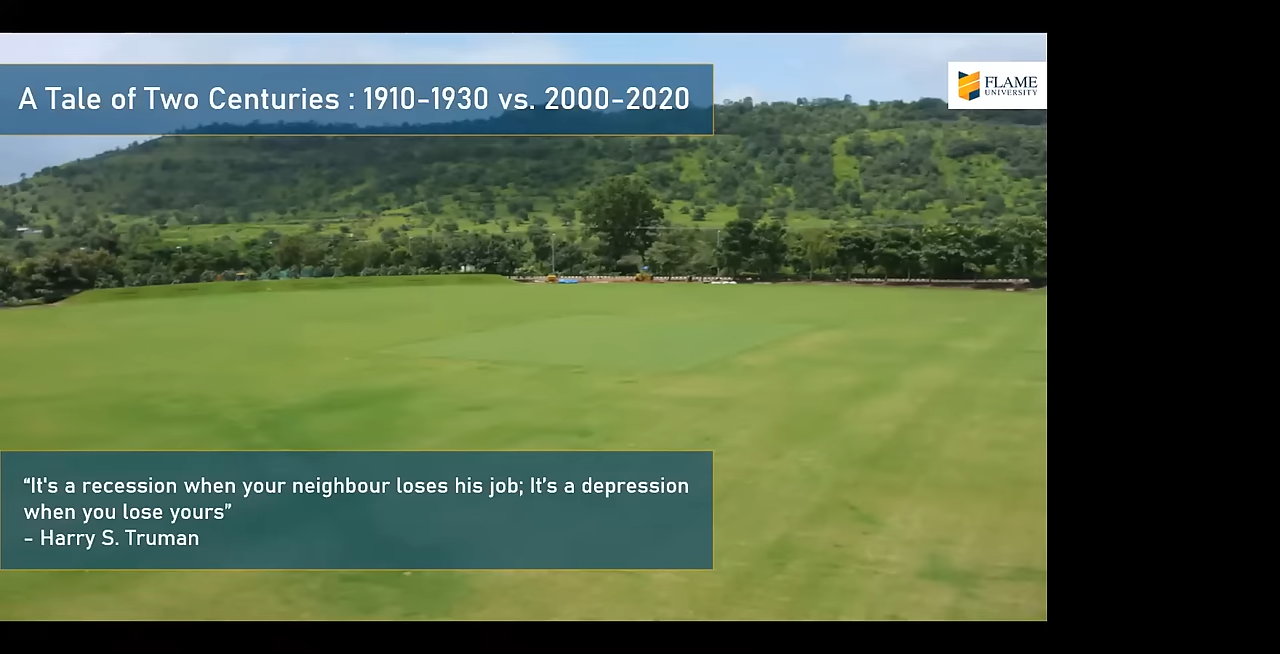 A Tale of Two Centuries : 1910-1930 vs. 2000-2020
FLAME
UNIVERSITY
“It's a recession when your neighbour loses his job; It’s a depression
when you lose yours”
- Harry S. Truman